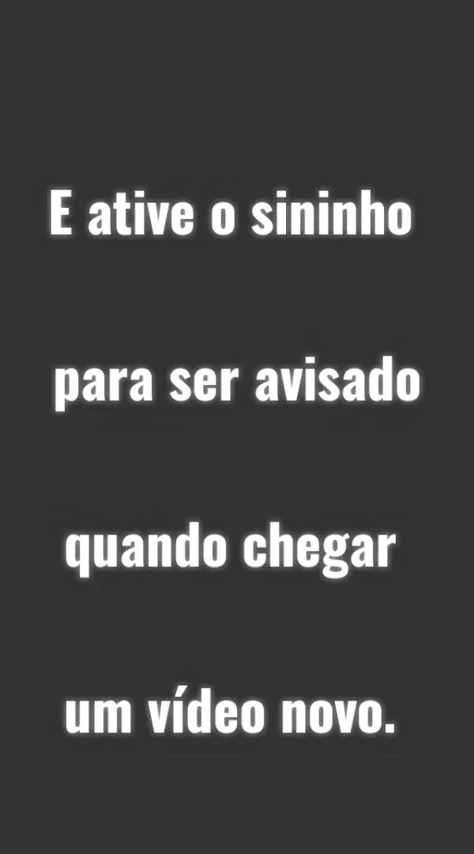 E ative o sininho
para ser avisado
quando chegar
um vídeo novo.